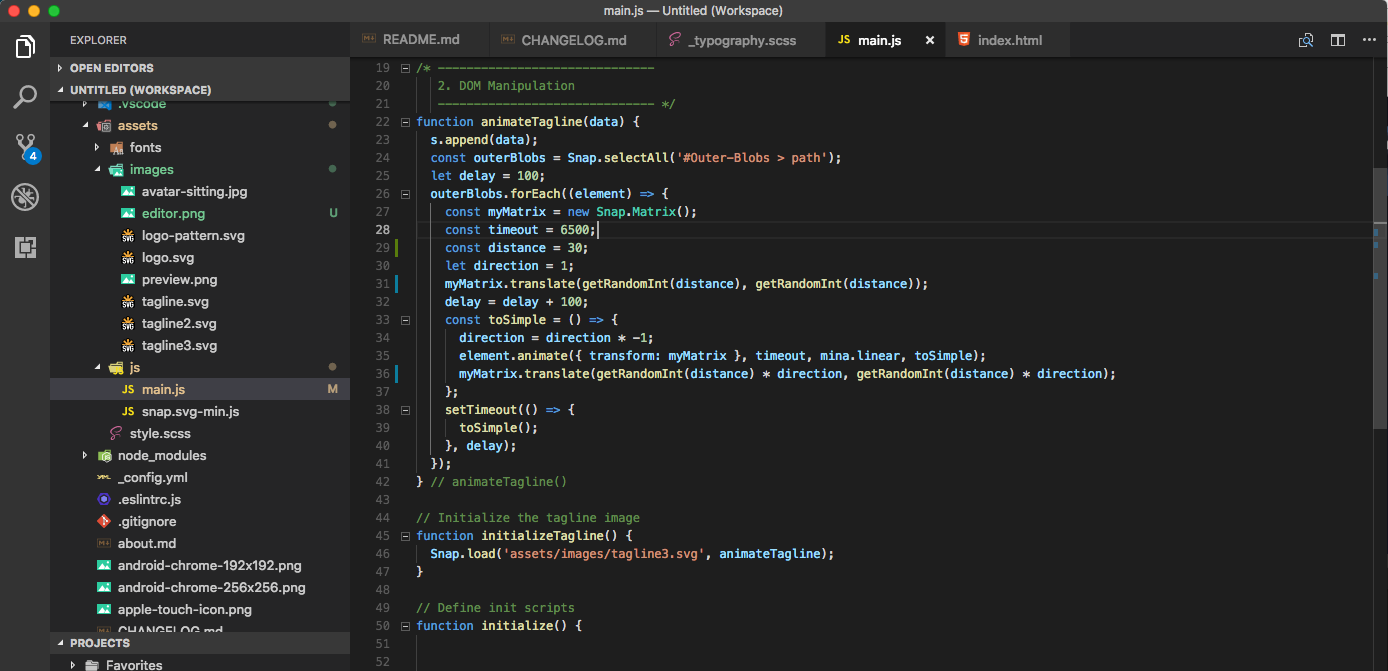 main.js — Untitled (Workspace)
EXPLORER
OPEN EDITORS
UNTITLED (WORKSPACE)
.vscode
assets
fonts
images
avatar-sitting.jpg
editor.png U
logo-pattern.svg
logo.svg
preview.png
tagline.svg
tagline2.svg
tagline3.svg
js
JS main.js M
JS snap.svg-min.js
style.scss
node_modules
_config.yml
.eslintrc.js
.gitignore
about.md
android-chrome-192x192.png
android-chrome-256x256.png
apple-touch-icon.png
CHANGELOG.md
PROJECTS
Favorites
4
README.md CHANGELOG.md _typography.scss JS main.js × index.html
19 /* ------------------------------
20 2. DOM Manipulation
21 ------------------------------ */
22 function animateTagline(data) {
23 s.append(data);
24 const outerBlobs = Snap.selectAll('#Outer-Blobs > path');
25 let delay = 100;
26 outerBlobs.forEach((element) => {
27 const myMatrix = new Snap.Matrix();
28 const timeout = 6500;
29 const distance = 30;
30 let direction = 1;
31 myMatrix.translate(getRandomInt(distance), getRandomInt(distance));
32 delay = delay + 100;
33 const toSimple = () => {
34 direction = direction * -1;
35 element.animate({ transform: myMatrix }, timeout, mina.linear, toSimple);
36 myMatrix.translate(getRandomInt(distance) * direction, getRandomInt(distance) * direction);
37 };
38 setTimeout(() => {
39 toSimple();
40 }, delay);
41 });
42 } // animateTagline()
43
44 // Initialize the tagline image
45 function initializeTagline() {
46 Snap.load('assets/images/tagline3.svg', animateTagline);
47 }
48
49 // Define init scripts
50 function initialize() {
51
52